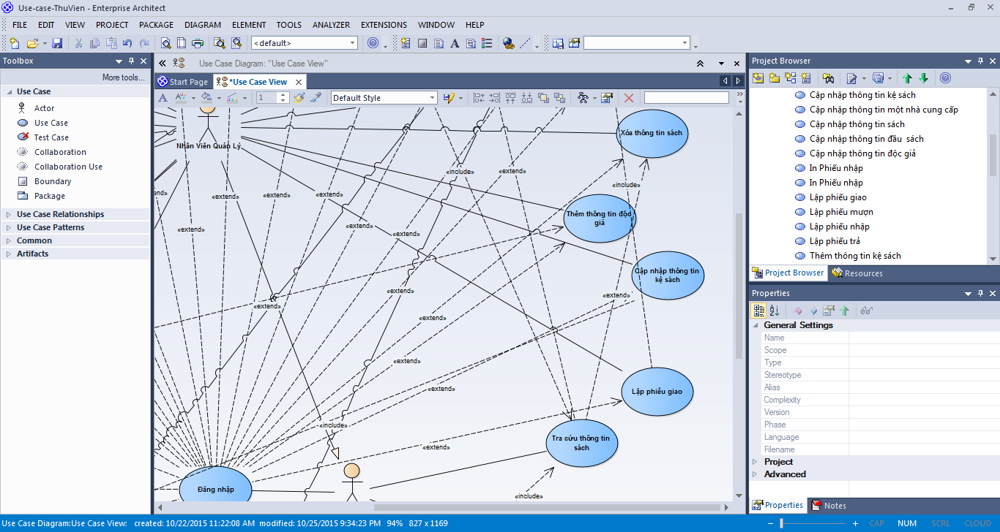 Use-case-ThuVien - Enterprise Architect
FILE EDIT VIEW PROJECT PACKAGE DIAGRAM ELEMENT TOOLS ANALYZER EXTENSIONS WINDOW HELP
<default>
Toolbox
More tools...
Use Case
Actor
Use Case
Test Case
Collaboration
Collaboration Use
Boundary
Package
Use Case Relationships
Use Case Patterns
Common
Artifacts
Use Case Diagram: "Use Case View"
Start Page
*Use Case View
1
Default Style
Nhân Viên Quản Lý
Xóa thông tin sách
«include»
«extend»
«include»
«extend»
«extend»
«extend»
«extend»
«extend»
«extend»
Thêm thông tin độc
giả
Cập nhập thông tin
kệ sách
«extend»
«extend»
«extend»
«extend»
«extend»
«extend»
Lập phiếu giao
«include»
Tra cứu thông tin
sách
«extend»
Đăng nhập
«include»
Project Browser
Cập nhập thông tin kệ sách
Cập nhập thông tin một nhà cung cấp
Cập nhập thông tin sách
Cập nhập thông tin đầu  sách
Cập nhập thông tin độc giả
In Phiếu nhập
In Phiếu nhập
Lập phiếu giao
Lập phiếu mượn
Lập phiếu nhập
Lập phiếu trả
Thêm thông tin kệ sách
Project Browser
Resources
Properties
General Settings
Name
Scope
Type
Stereotype
Alias
Complexity
Version
Phase
Language
Filename
Project
Advanced
Properties
Notes
Use Case Diagram:Use Case View: created: 10/22/2015 11:22:08 AM modified: 10/25/2015 9:34:23 PM 94% 827 x 1169
CAP NUM SCRL CLOUD